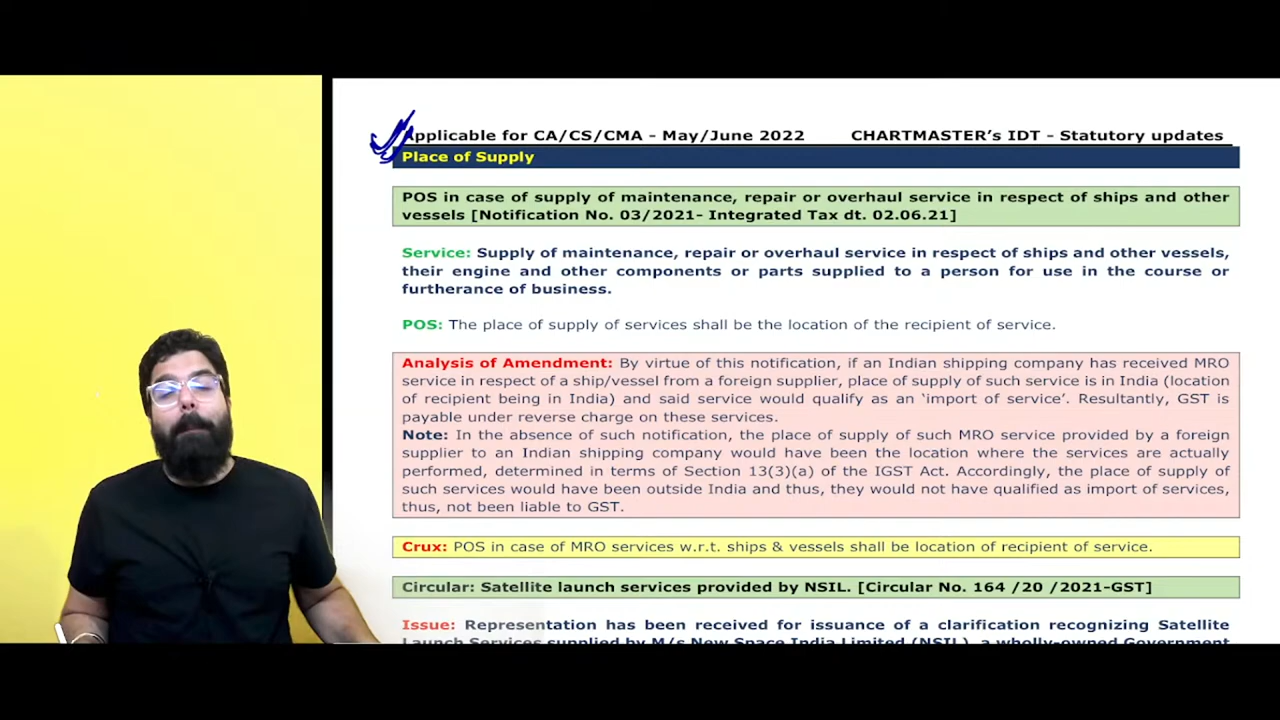 Applicable for CA/CS/CMA - May/June 2022 CHARTMASTER's IDT - Statutory updates
Place of Supply
POS in case of supply of maintenance, repair or overhaul service in respect of ships and other
vessels [Notification No. 03/2021- Integrated Tax dt. 02.06.21]
Service: Supply of maintenance, repair or overhaul service in respect of ships and other vessels,
their engine and other components or parts supplied to a person for use in the course or
furtherance of business.
POS: The place of supply of services shall be the location of the recipient of service.
Analysis of Amendment: By virtue of this notification, if an Indian shipping company has received MRO
service in respect of a ship/vessel from a foreign supplier, place of supply of such service is in India (location
of recipient being in India) and said service would qualify as an 'import of service'. Resultantly, GST is
payable under reverse charge on these services.
Note: In the absence of such notification, the place of supply of such MRO service provided by a foreign
supplier to an Indian shipping company would have been the location where the services are actually
performed, determined in terms of Section 13(3)(a) of the IGST Act. Accordingly, the place of supply of
such services would have been outside India and thus, they would not have qualified as import of services,
thus, not been liable to GST.
Crux: POS in case of MRO services w.r.t. ships & vessels shall be location of recipient of service.
Circular: Satellite launch services provided by NSIL. [Circular No. 164 /20 /2021-GST]
Issue: Representation has been received for issuance of a clarification recognizing Satellite
Launch Services supplied by M/s New Space India Limited (NSIL), a wholly-owned Government